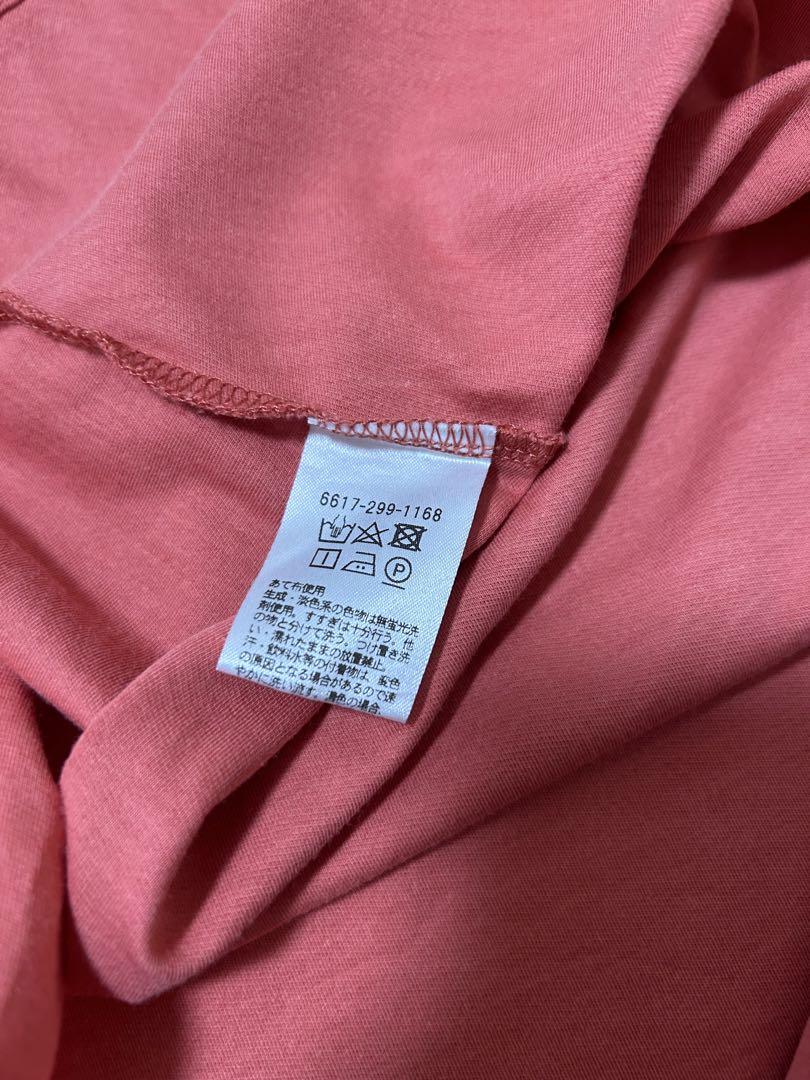 6617-299-1168
P
あて布使用
生成・淡色系の色物は無蛍光洗
剤使用。すすぎは十分行う。他
の物と分けて洗う。つけ置き洗
い・濡れたままの放置禁止。
汗・飲料水等の付着物は、変色
の原因となる場合があるので速
やかに洗い流す。濃色の場合、